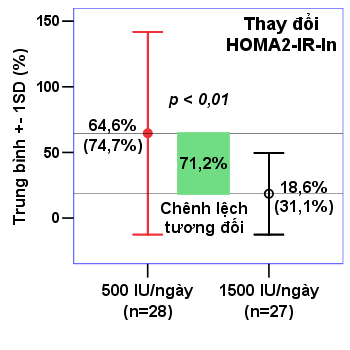 Thay đổi
HOMA2-IR-ln
Trung bình +- 1SD (%)
150
100
50
0
p < 0,01
64,6%
(74,7%)
71,2%
Chênh lệch
tương đối
18,6%
(31,1%)
500 IU/ngày
(n=28)
1500 IU/ngày
(n=27)